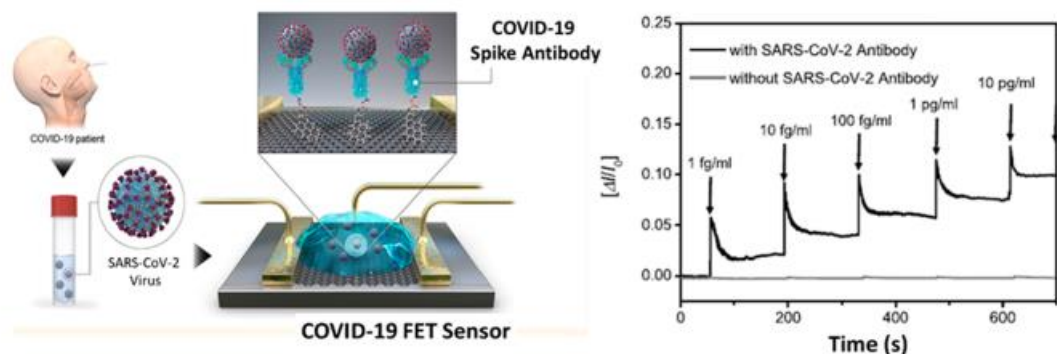 COVID-19
Spike Antibody
COVID-19 patient
SARS-CoV-2
Virus
COVID-19 FET Sensor
0.25
0.20
0.15
0.10
0.05
0.00
[ΔI/I₀]
with SARS-CoV-2 Antibody
without SARS-CoV-2 Antibody
1 fg/ml
10 fg/ml
100 fg/ml
1 pg/ml
10 pg/ml
0
200
400
600
Time (s)